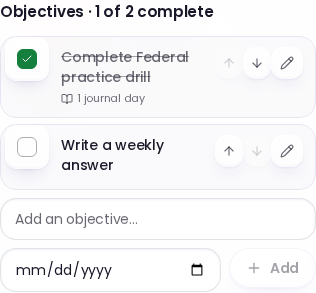 Objectives · 1 of 2 complete
Complete Federal
practice drill
1 journal day
Write a weekly
answer
Add an objective...
mm/dd/yyyy
Add